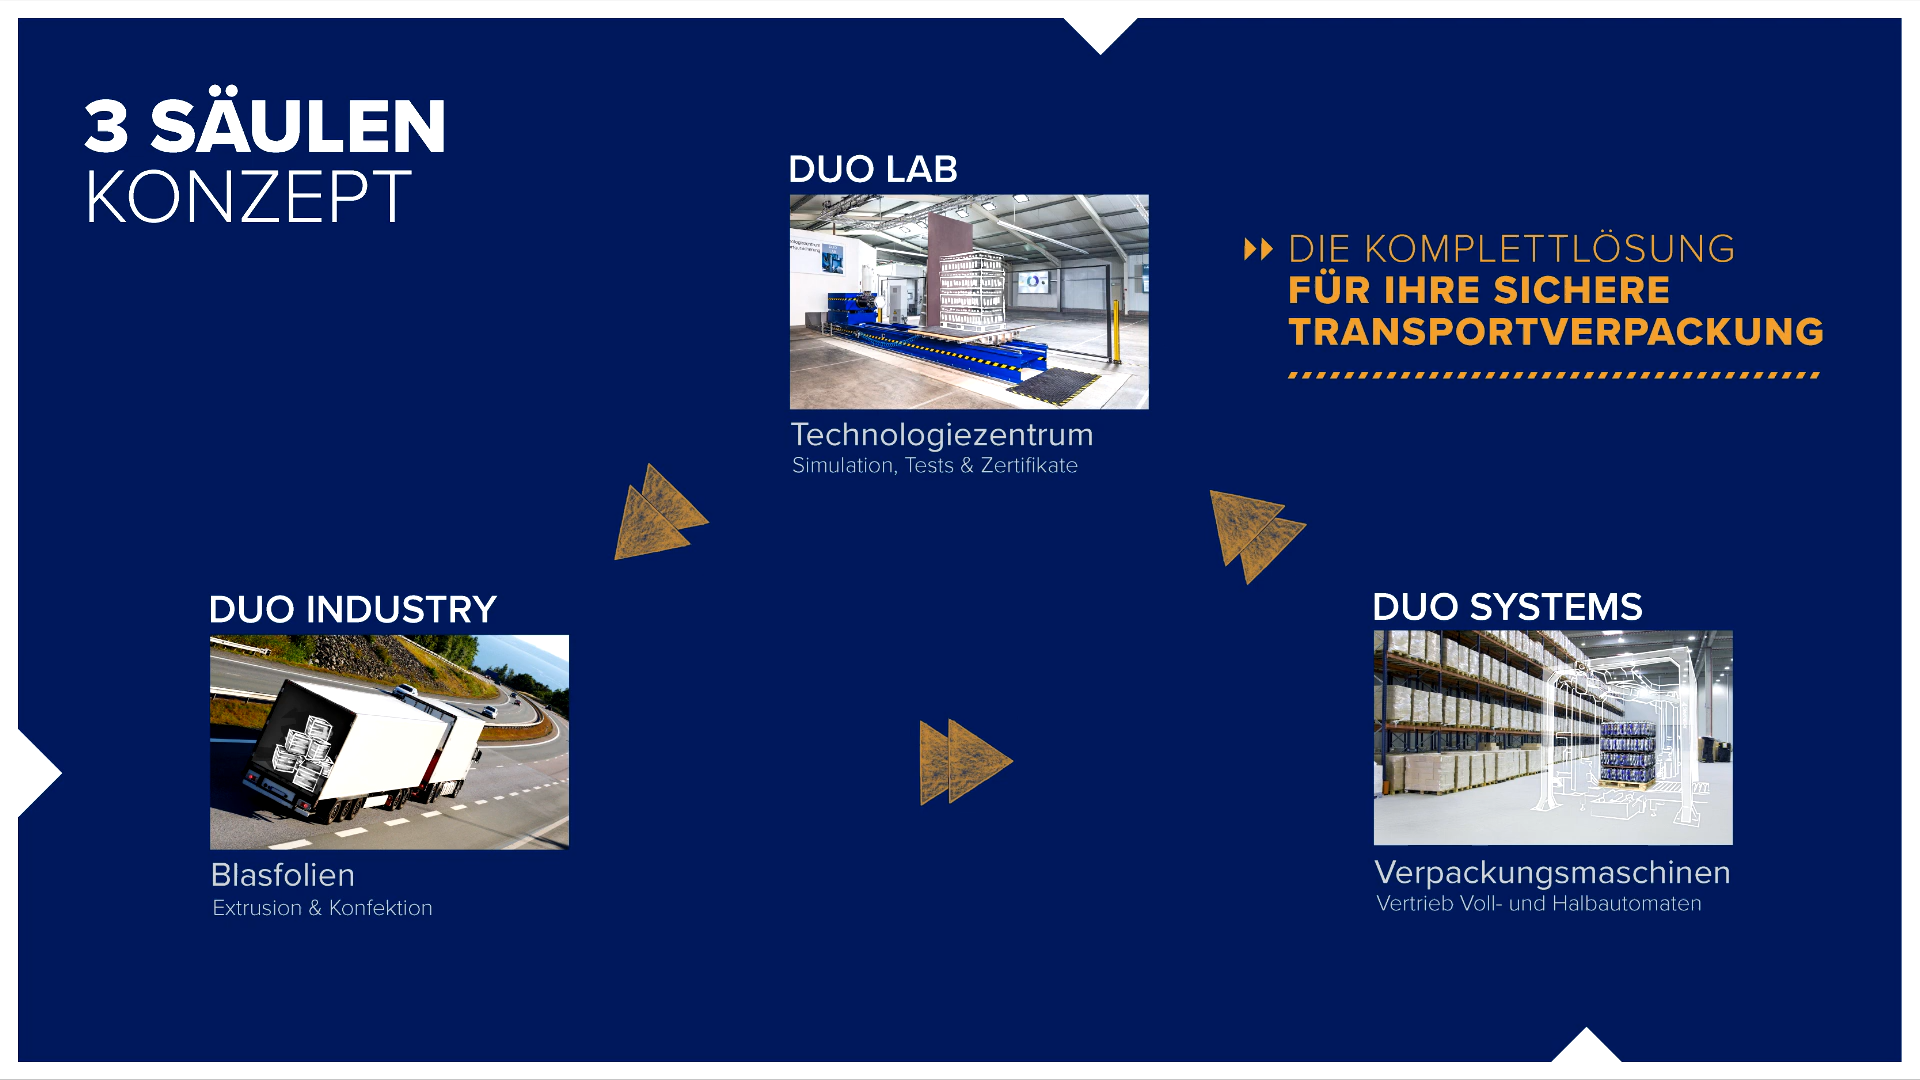 3 SÄULEN
KONZEPT
DUO LAB
Technologiezentrum
Simulation, Tests & Zertifikate
DIE KOMPLETTLÖSUNG
FÜR IHRE SICHERE
TRANSPORTVERPACKUNG
DUO INDUSTRY
Blasfolien
Extrusion & Konfektion
DUO SYSTEMS
Verpackungsmaschinen
Vertrieb Voll- und Halbautomaten